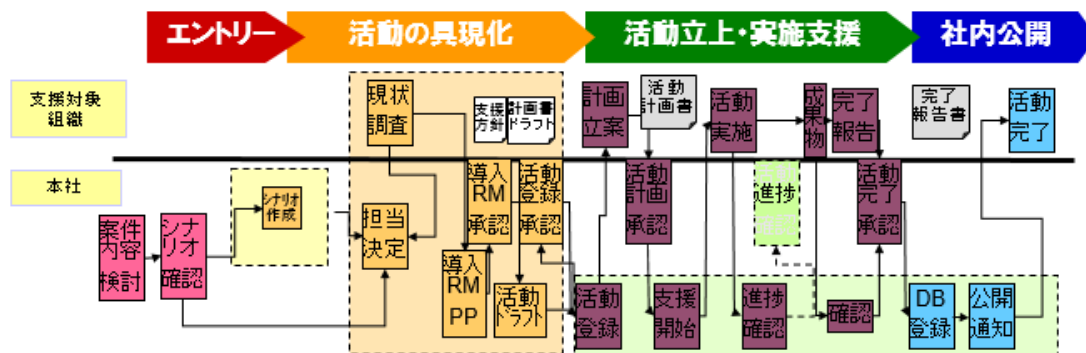 エントリー
活動の具現化
活動立上・実施支援
社内公開
支援対象
組織
現状
調査
支援
方針
計画書
ドラフト
計画
立案
活動
計画書
活動
実施
成
果
物
完了
報告
完了
報告書
活動
完了
本社
シナリオ
作成
案件
内容
検討
シナ
リオ
確認
担当
決定
導入
RM
承認
活動
登録
承認
導入
RM
PP
活動
ドラフト
活動
登録
活動
計画
承認
支援
開始
進捗
確認
進捗
活動
完了
承認
確認
DB
登録
公開
通知